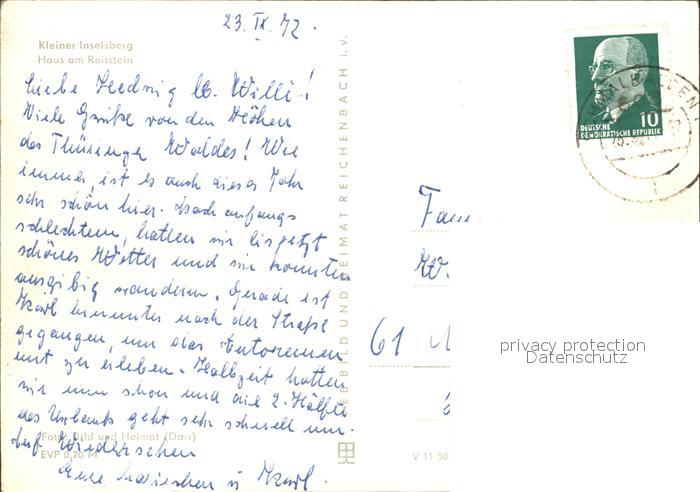 23. IX. 72.
Kleiner Inselsberg
Haus am Reitstein
Liebe Hedwig lb. Willi!
Viele Grüße von den Höhen
des Thüringer Waldes! Wie
immer, ist es auch dieses Jahr
sehr schön hier. Nach anfangs
schlechtem, hatten wir bis jetzt
schönes Wetter und wir konnten
ausgibig wandern. Gerade ist
Karl hinunter nach der Straße
gegangen, um das Autorennen
mit zu erleben. Halbzeit hatten
wir nun schon und die 2. Hälfte
des Urlaubs geht sehr schnell um.
Auf Wiedersehen
Eure Mariechen u Karl.
(Foto: Bild und Heimat (Darr)
EVP 0,20 M
BILD UND HEIMAT REICHENBACH I. V.
V 11 50
10
DEUTSCHE
DEMOKRATISCHE REPUBLIK
Fam.
W.
61
privacy protection
Datenschutz